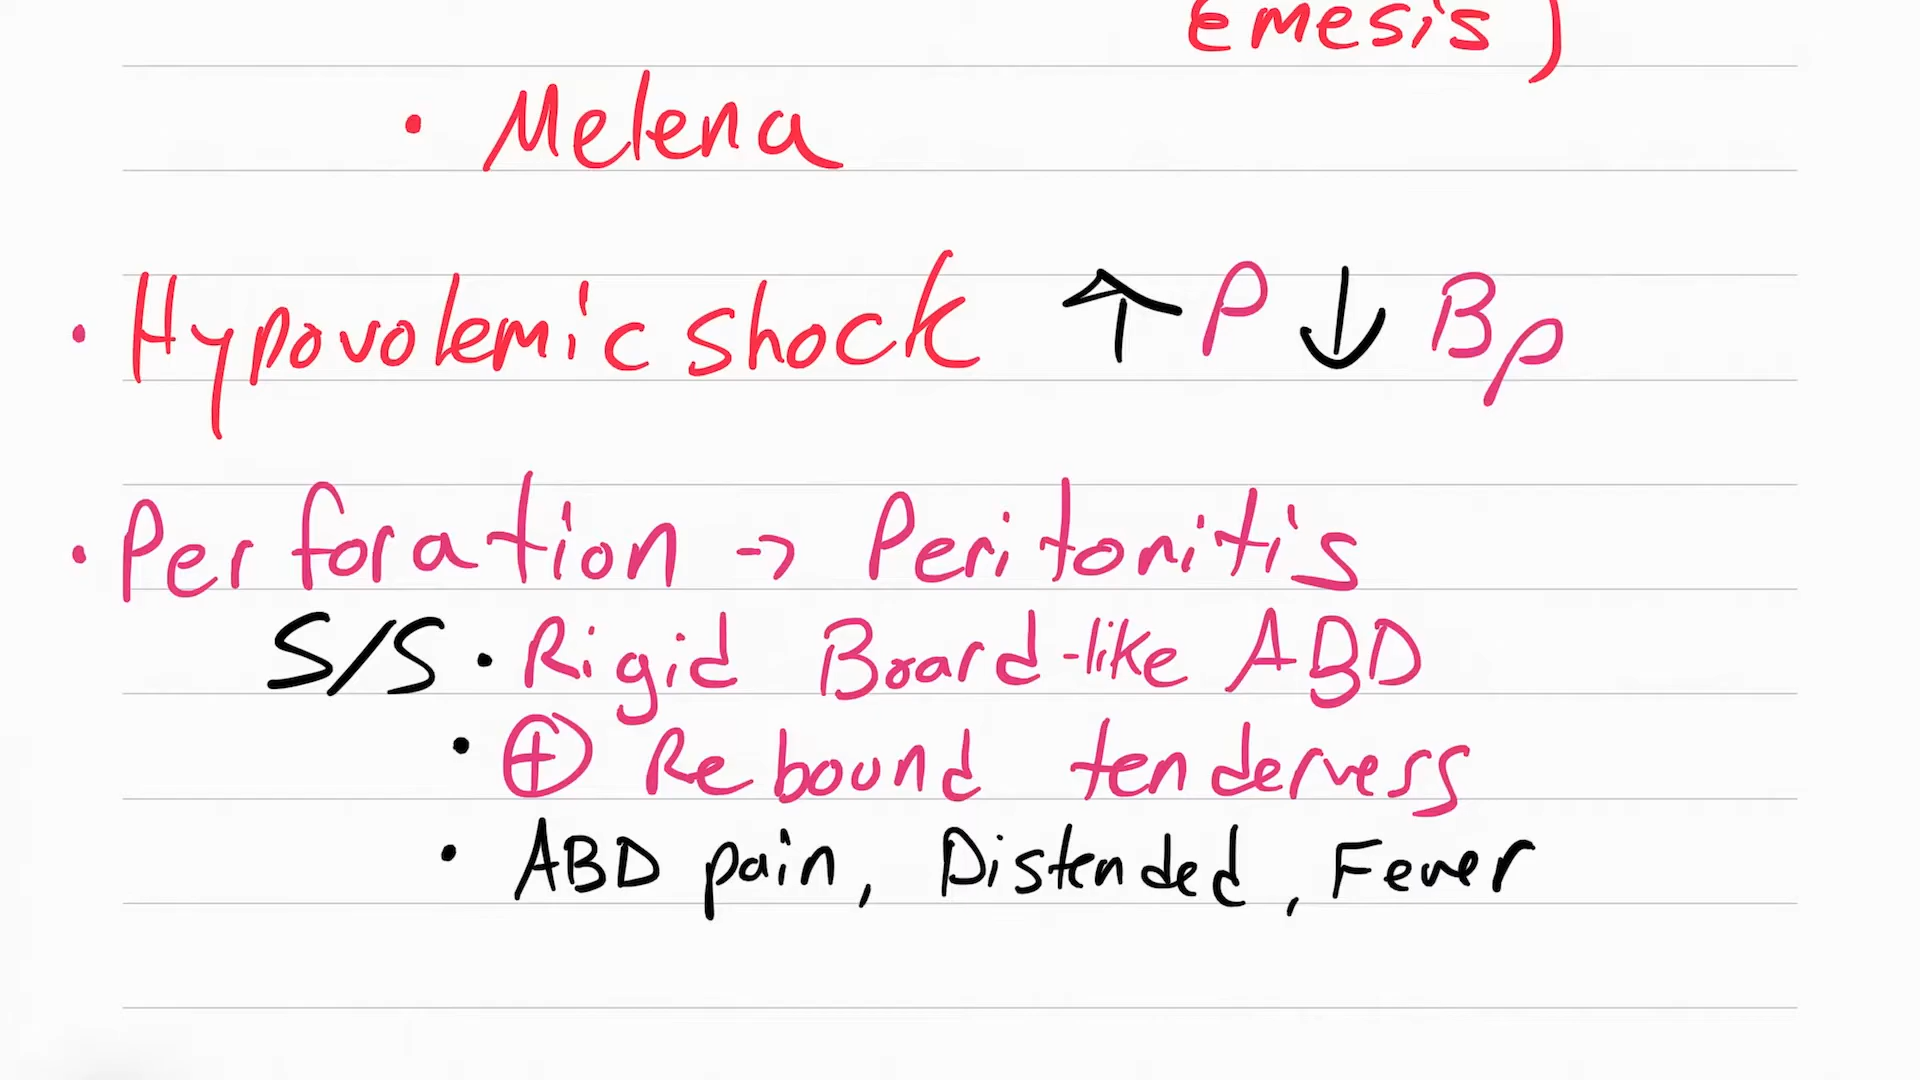 Emesis)
• Melena
• Hypovolemic shock ↑ P ↓ Bp
• Perforation -> Peritonitis
S/S • Rigid Board-like ABD
• ⊕ Rebound tenderness
• ABD pain, Distended, Fever